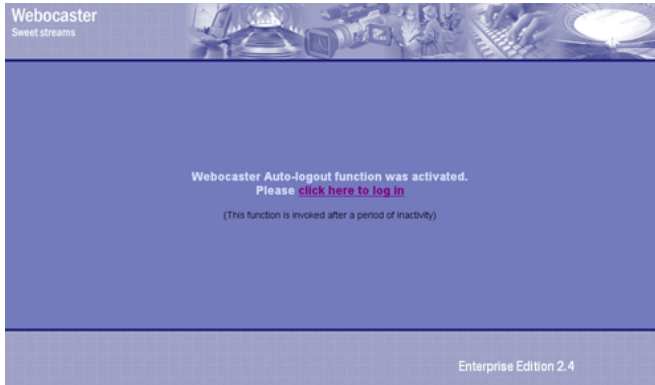 Webocaster
Sweet streams
Webocaster Auto-logout function was activated.
Please click here to log in
(This function is invoked after a period of inactivity)
Enterprise Edition 2.4